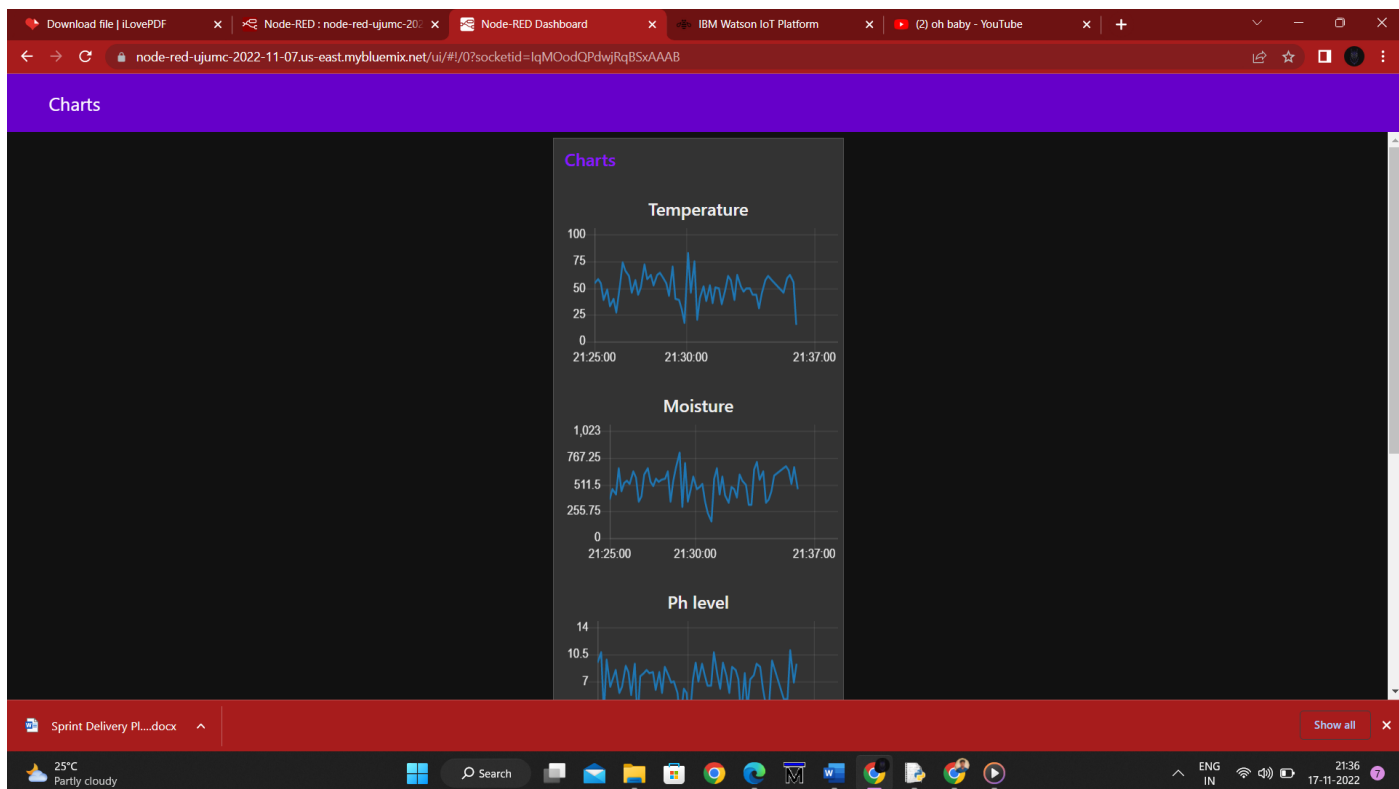 Download file | iLovePDF
Node-RED : node-red-ujumc-202
Node-RED Dashboard
IBM Watson IoT Platform
(2) oh baby - YouTube
node-red-ujumc-2022-11-07.us-east.mybluemix.net/ui/#!/0?socketid=IqMOodQPdwjRqBSxAAAB
Charts
Charts
Temperature
100
75
50
25
0
21:25:00 21:30:00 21:37:00
Moisture
1,023
767.25
511.5
255.75
0
21:25:00 21:30:00 21:37:00
Ph level
14
10.5
7
Sprint Delivery Pl....docx
Show all
25°C
Partly cloudy
Search
ENG
IN
21:36
17-11-2022
7